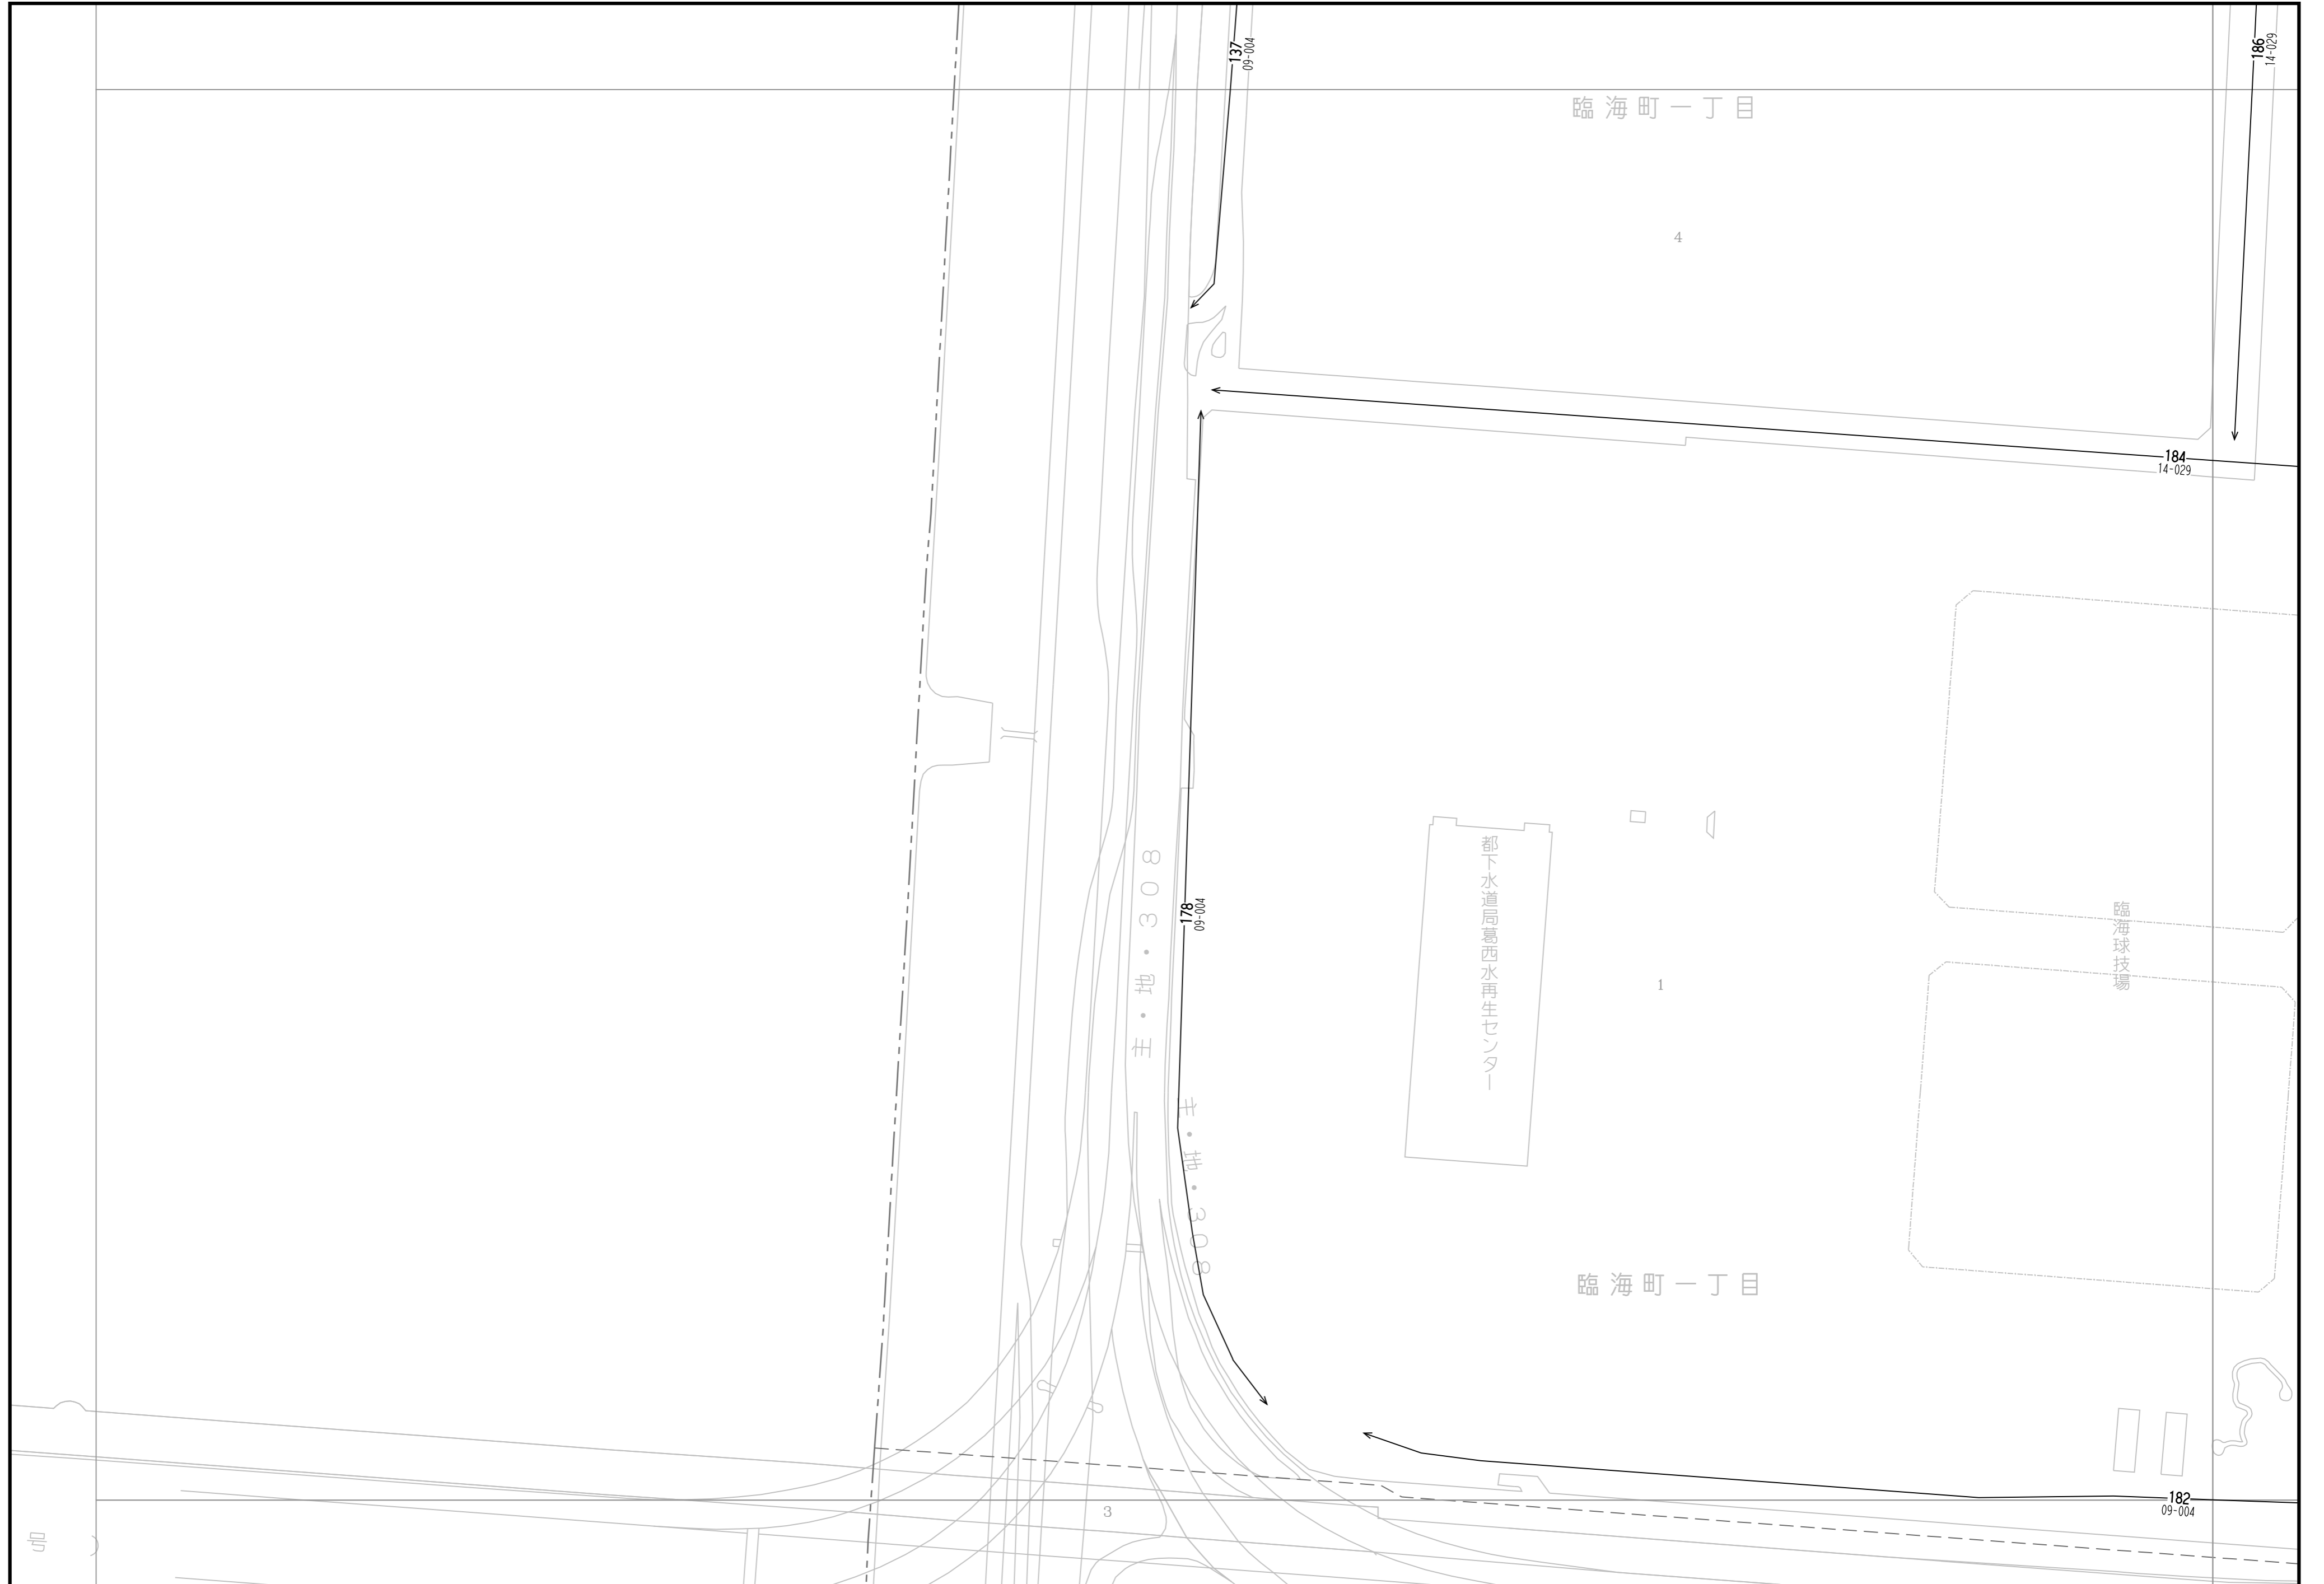 137
09-004
186
14-029
臨海町一丁目
4
184
14-029
主・地・308
178
09-004
都下水道局葛西水再生センター
1
臨海球技場
主・地・308
臨海町一丁目
182
09-004
3
号